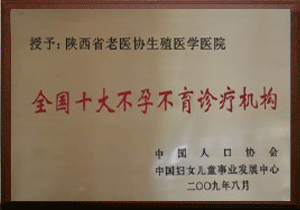 授予：陕西省老医协生殖医学医院
全国十大不孕不育诊疗机构
中国人口协会
中国妇女儿童事业发展中心
二〇〇九年八月